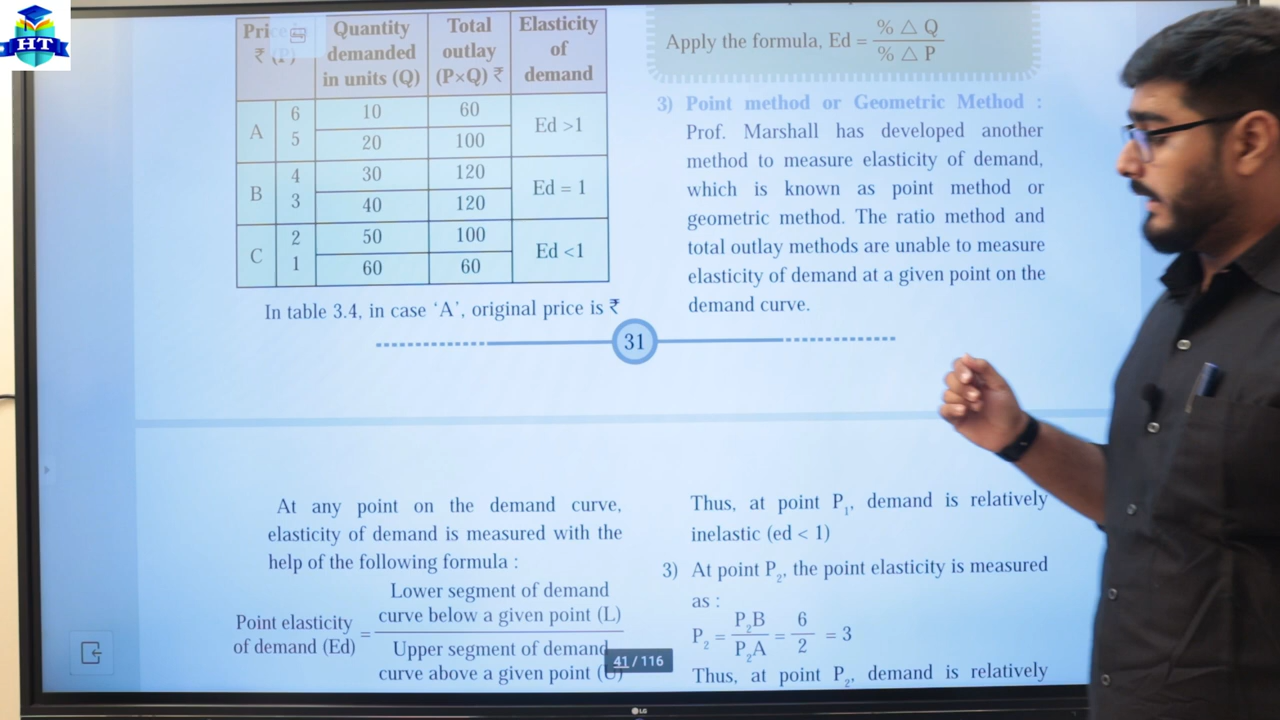 HT
Price
₹ (P)
Quantity
demanded
in units (Q)
Total
outlay
(P×Q) ₹
Elasticity
of
demand
A
6
5
10
20
60
100
Ed >1
B
4
3
30
40
120
120
Ed = 1
C
2
1
50
60
100
60
Ed <1
In table 3.4, in case ‘A’, original price is ₹
Apply the formula, Ed = % △ Q / % △ P
3) Point method or Geometric Method :
Prof. Marshall has developed another
method to measure elasticity of demand,
which is known as point method or
geometric method. The ratio method and
total outlay methods are unable to measure
elasticity of demand at a given point on the
demand curve.
31
At any point on the demand curve,
elasticity of demand is measured with the
help of the following formula :
Point elasticity
of demand (Ed) =
Lower segment of demand
curve below a given point (L)
Upper segment of demand
curve above a given point (U)
Thus, at point P₁, demand is relatively
inelastic (ed < 1)
3) At point P₂, the point elasticity is measured
as :
P₂ = P₂B / P₂A = 6 / 2 = 3
Thus, at point P₂, demand is relatively
41 / 116
LG